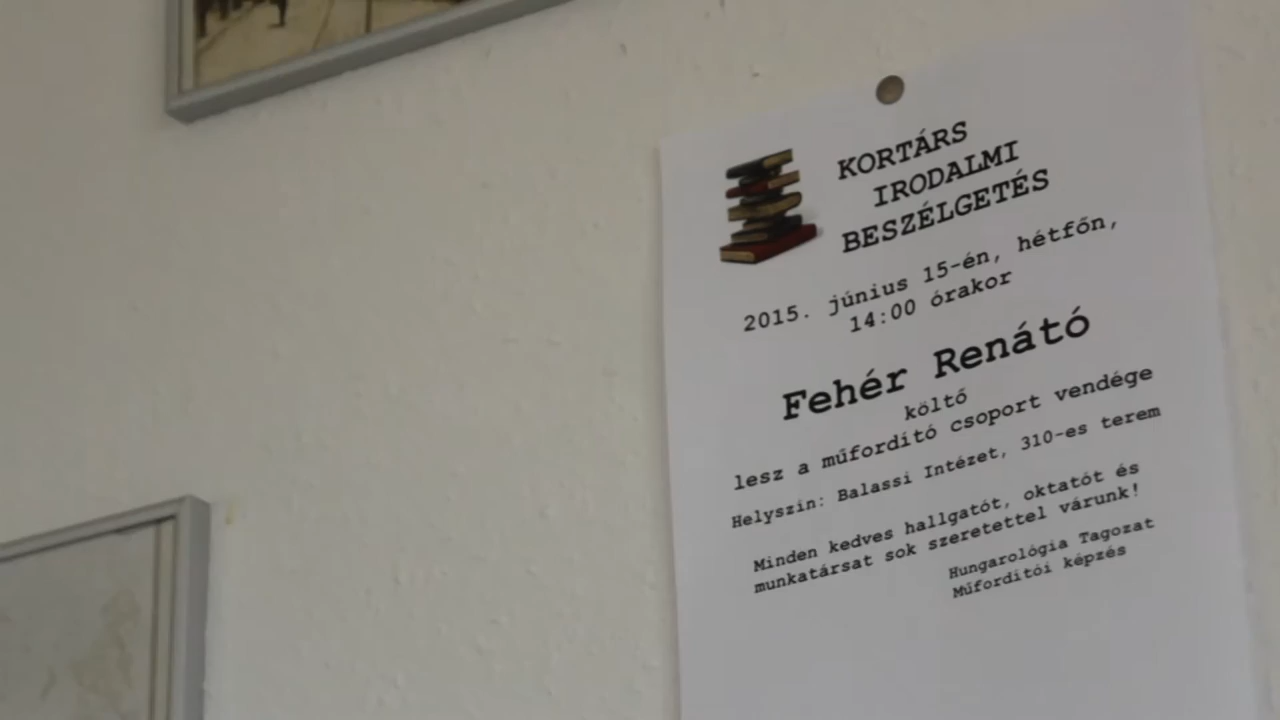 KORTÁRS
IRODALMI
BESZÉLGETÉS
2015. június 15-én, hétfőn,
14:00 órakor
Fehér Renátó
költő
lesz a műfordító csoport vendége
Helyszín: Balassi Intézet, 310-es terem
Minden kedves hallgatót, oktatót és
munkatársat sok szeretettel várunk!
Hungarológia Tagozat
Műfordítói képzés